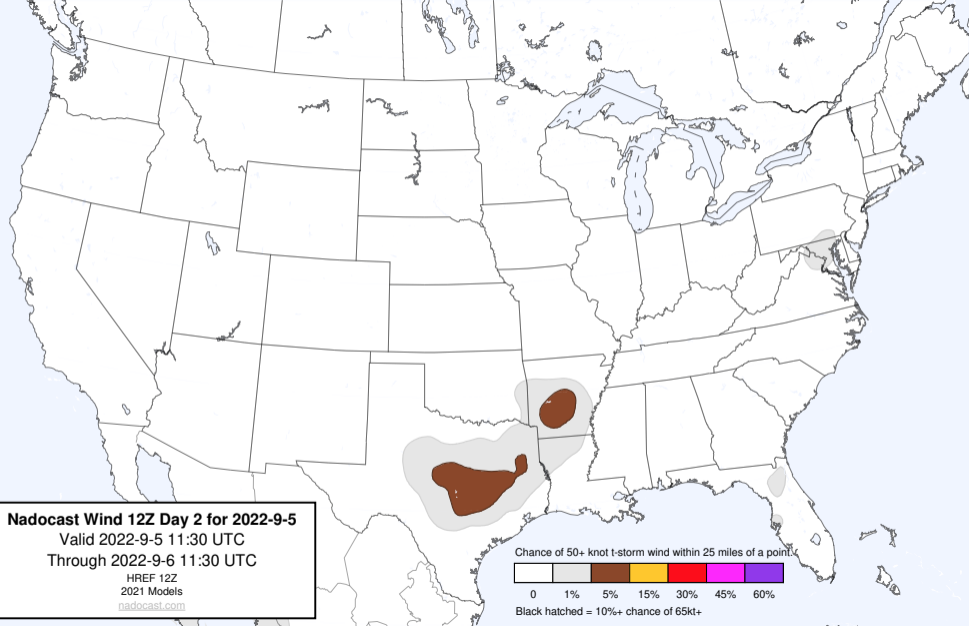 Nadocast Wind 12Z Day 2 for 2022-9-5
Valid 2022-9-5 11:30 UTC
Through 2022-9-6 11:30 UTC
HREF 12Z
2021 Models
nadocast.com
Chance of 50+ knot t-storm wind within 25 miles of a point.
0 1% 5% 15% 30% 45% 60%
Black hatched = 10%+ chance of 65kt+